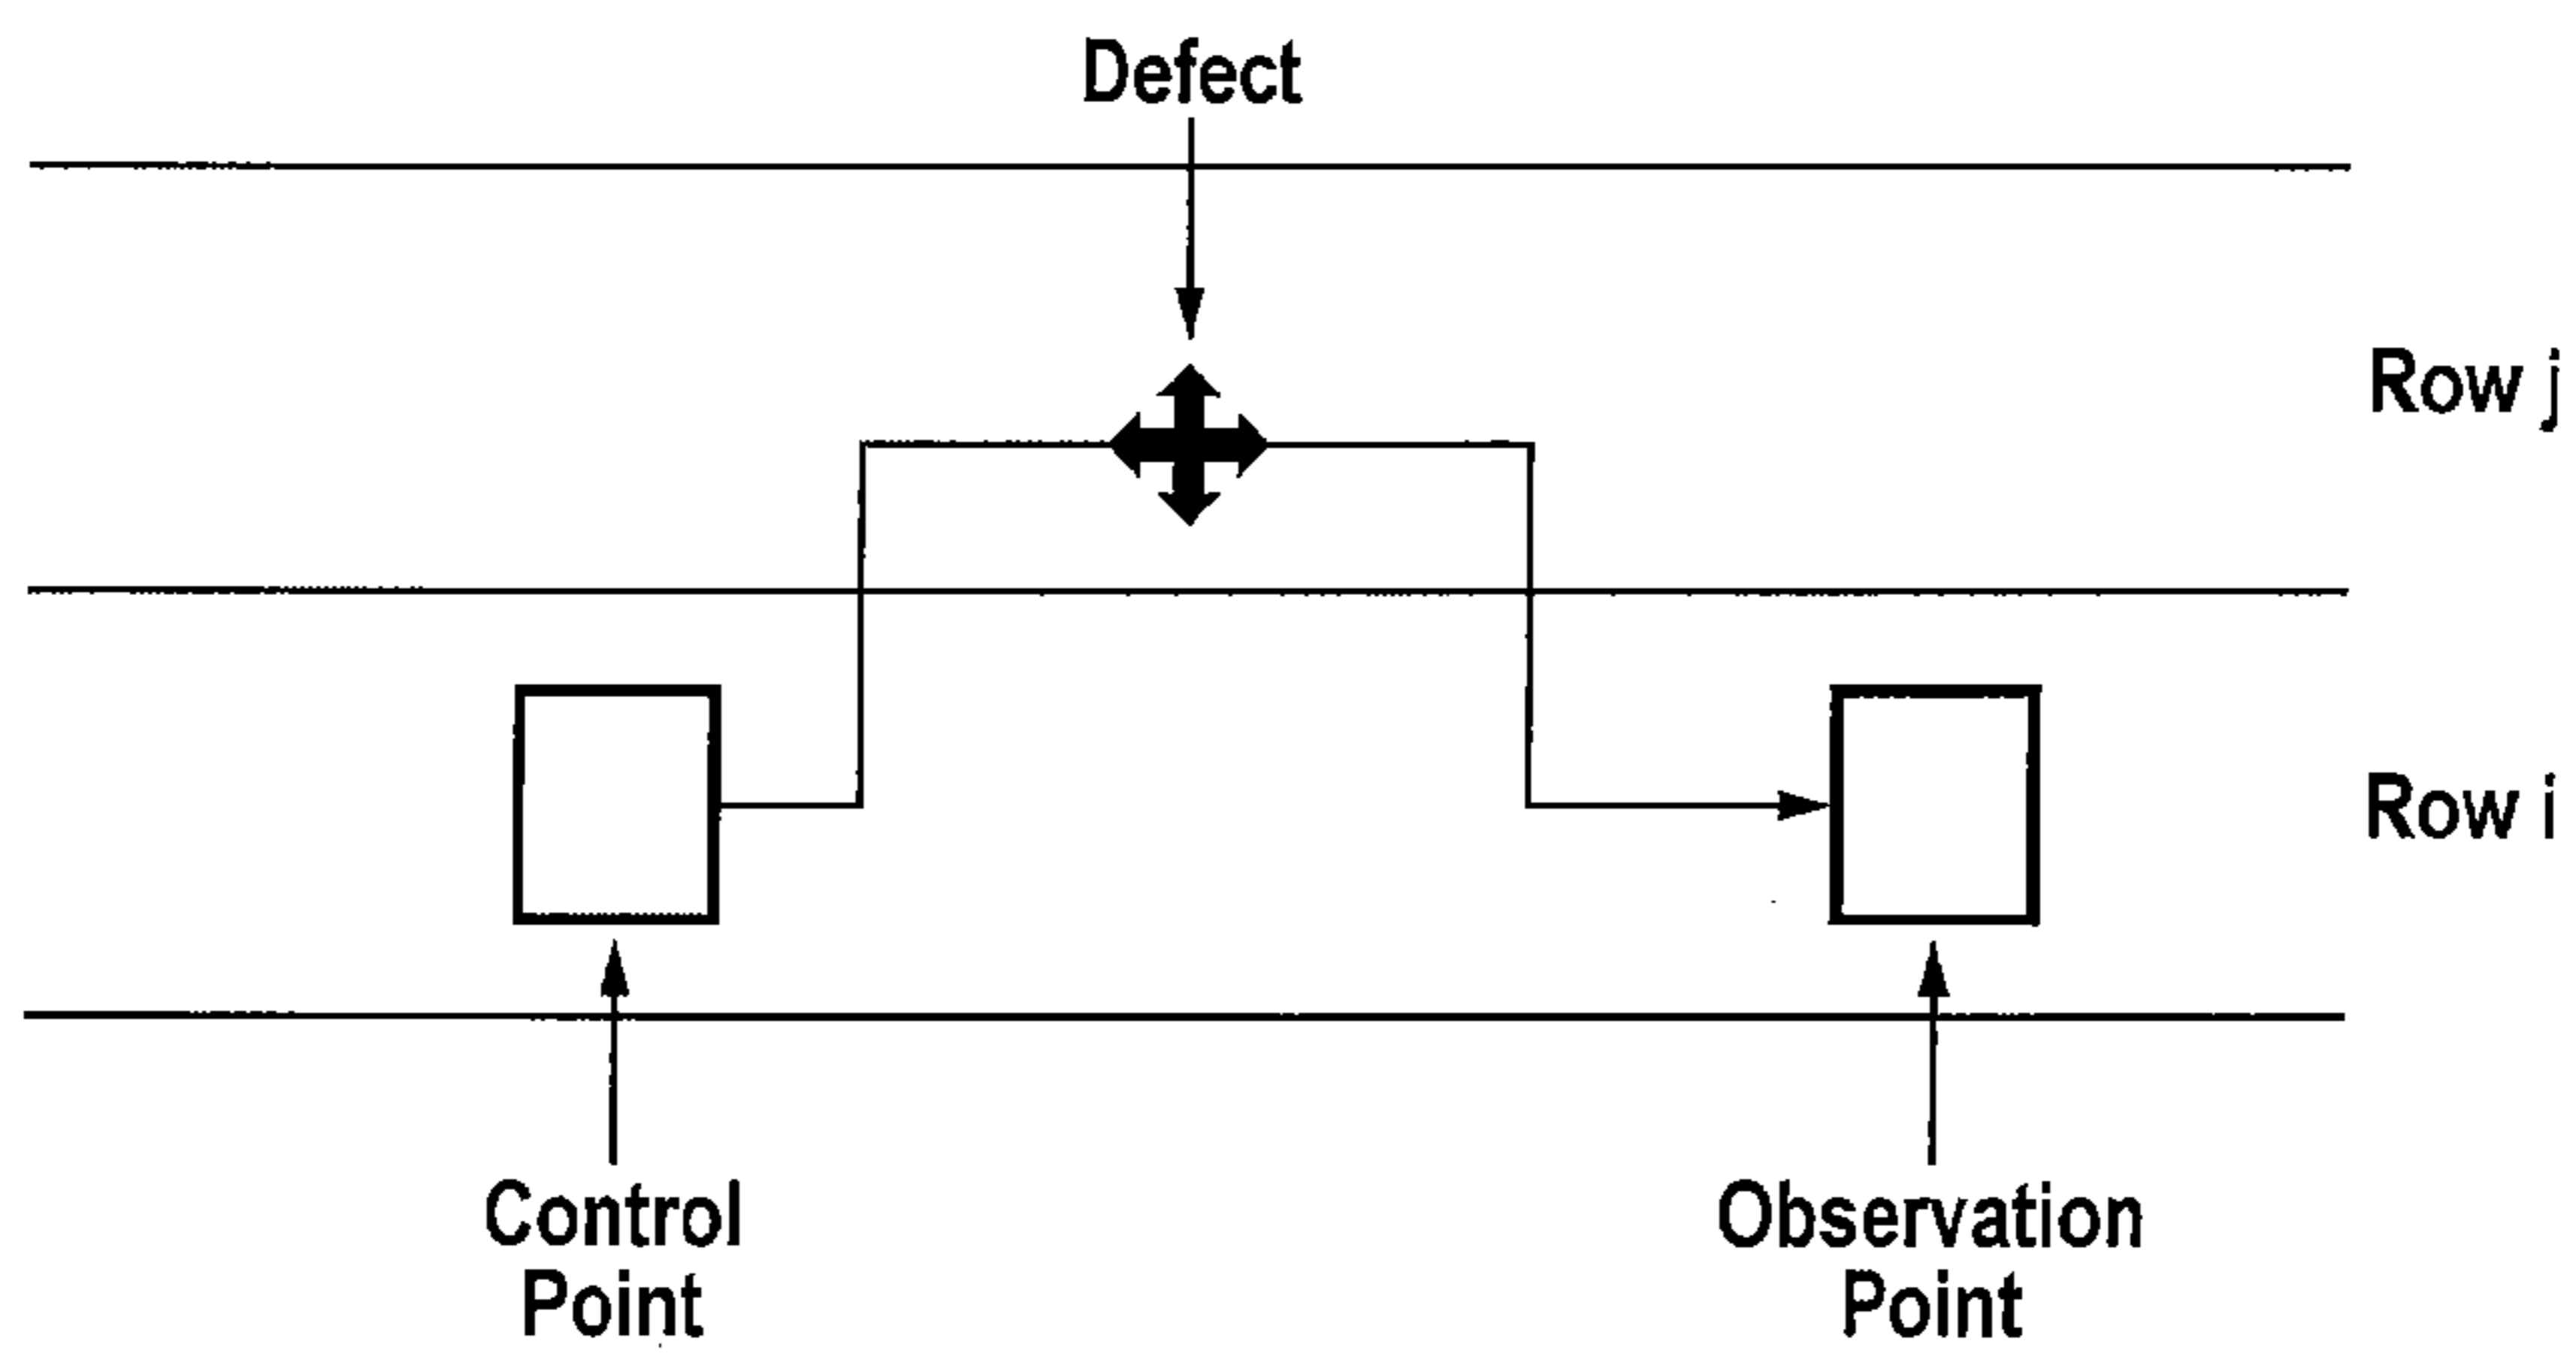 Defect
Row j
Row i
Control
Point
Observation
Point